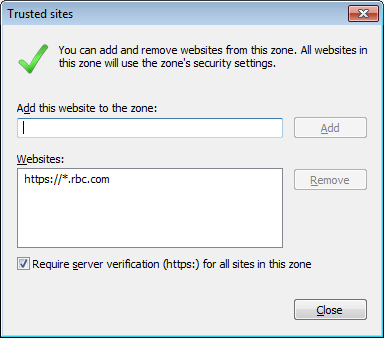 Trusted sites
You can add and remove websites from this zone. All websites in
this zone will use the zone's security settings.
Add this website to the zone:
Add
Websites:
https://*.rbc.com
Remove
Require server verification (https:) for all sites in this zone
Close